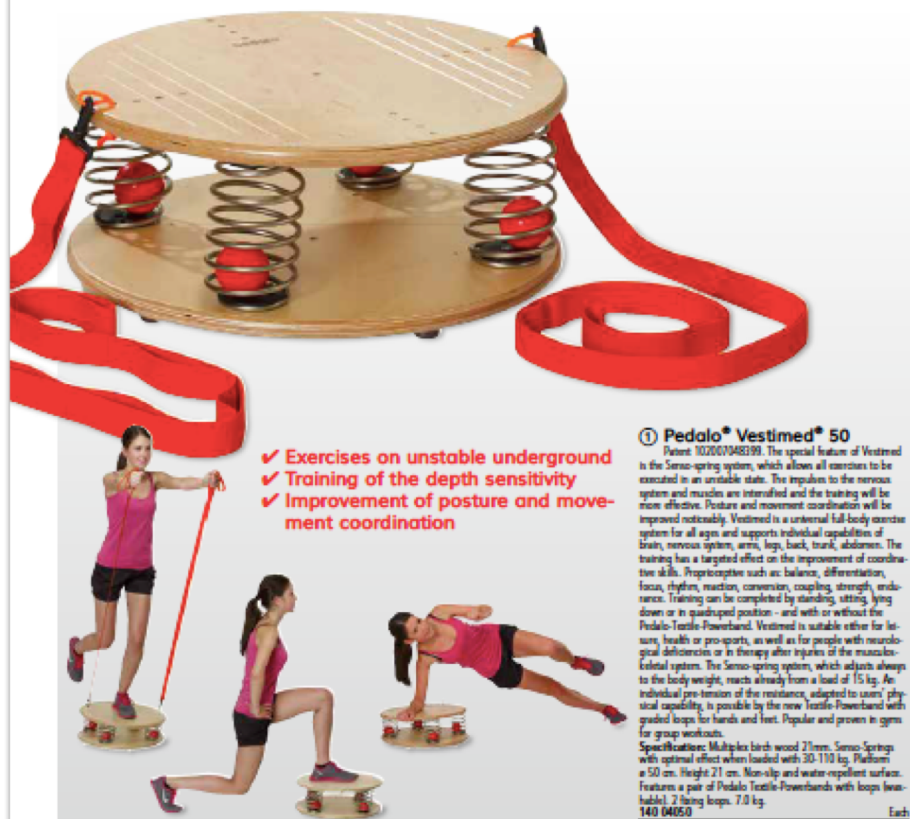 ✔ Exercises on unstable underground
✔ Training of the depth sensitivity
✔ Improvement of posture and move-
ment coordination
① Pedalo® Vestimed® 50
Patent 102007048399. The special feature of Vestimed
is the Senso-spring system, which allows all exercises to be
executed in an unstable state. The impulses to the nervous
system and muscles are intensified and the training will be
more effective. Posture and movement coordination will be
improved noticeably. Vestimed is a universal full-body exercise
system for all ages and supports individual capabilities of
brain, nervous system, arms, legs, back, trunk, abdomen. The
training has a targeted effect on the improvement of coordina-
tive skills. Proprioceptive such as: balance, differentiation,
focus, rhythm, reaction, conversion, coupling, strength, endu-
rance. Training can be completed by standing, sitting, lying
down or in quadruped position - and with or without the
Pedalo-Textile-Powerband. Vestimed is suitable either for lei-
sure, health or pro-sports, as well as for people with neurolo-
gical deficiencies or in therapy after injuries of the musculos-
keletal system. The Senso-spring system, which adjusts always
to the body weight, reacts already from a load of 15 kg. An
individual pre-tension of the resistance, adapted to users' phy-
sical capability, is possible by the new Textile-Powerband with
graded loops for hands and feet. Popular and proven in gyms
for group workouts.
Specification: Multiplex birch wood 21mm. Senso-Springs
with optimal effect when loaded with 30-110 kg. Platform
ø 50 cm. Height 21 cm. Non-slip and water-repellent surface.
Features a pair of Pedalo Textile-Powerbands with loops (was-
hable). 2 fixing loops. 7.0 kg.
140 04050 Each